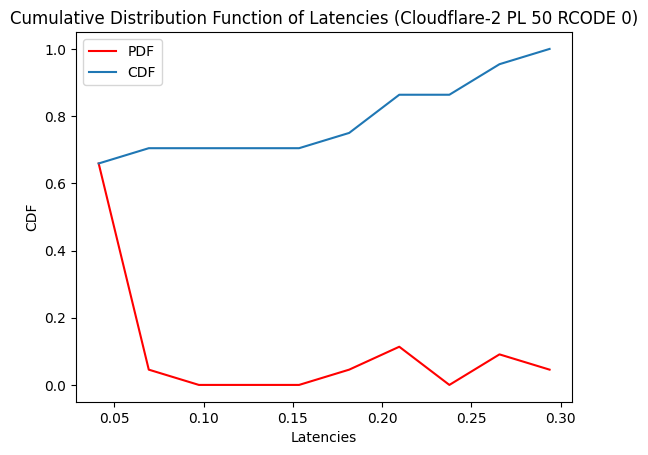 Cumulative Distribution Function of Latencies (Cloudflare-2 PL 50 RCODE 0)
PDF
CDF
1.0
0.8
0.6
0.4
0.2
0.0
CDF
0.05
0.10
0.15
0.20
0.25
0.30
Latencies